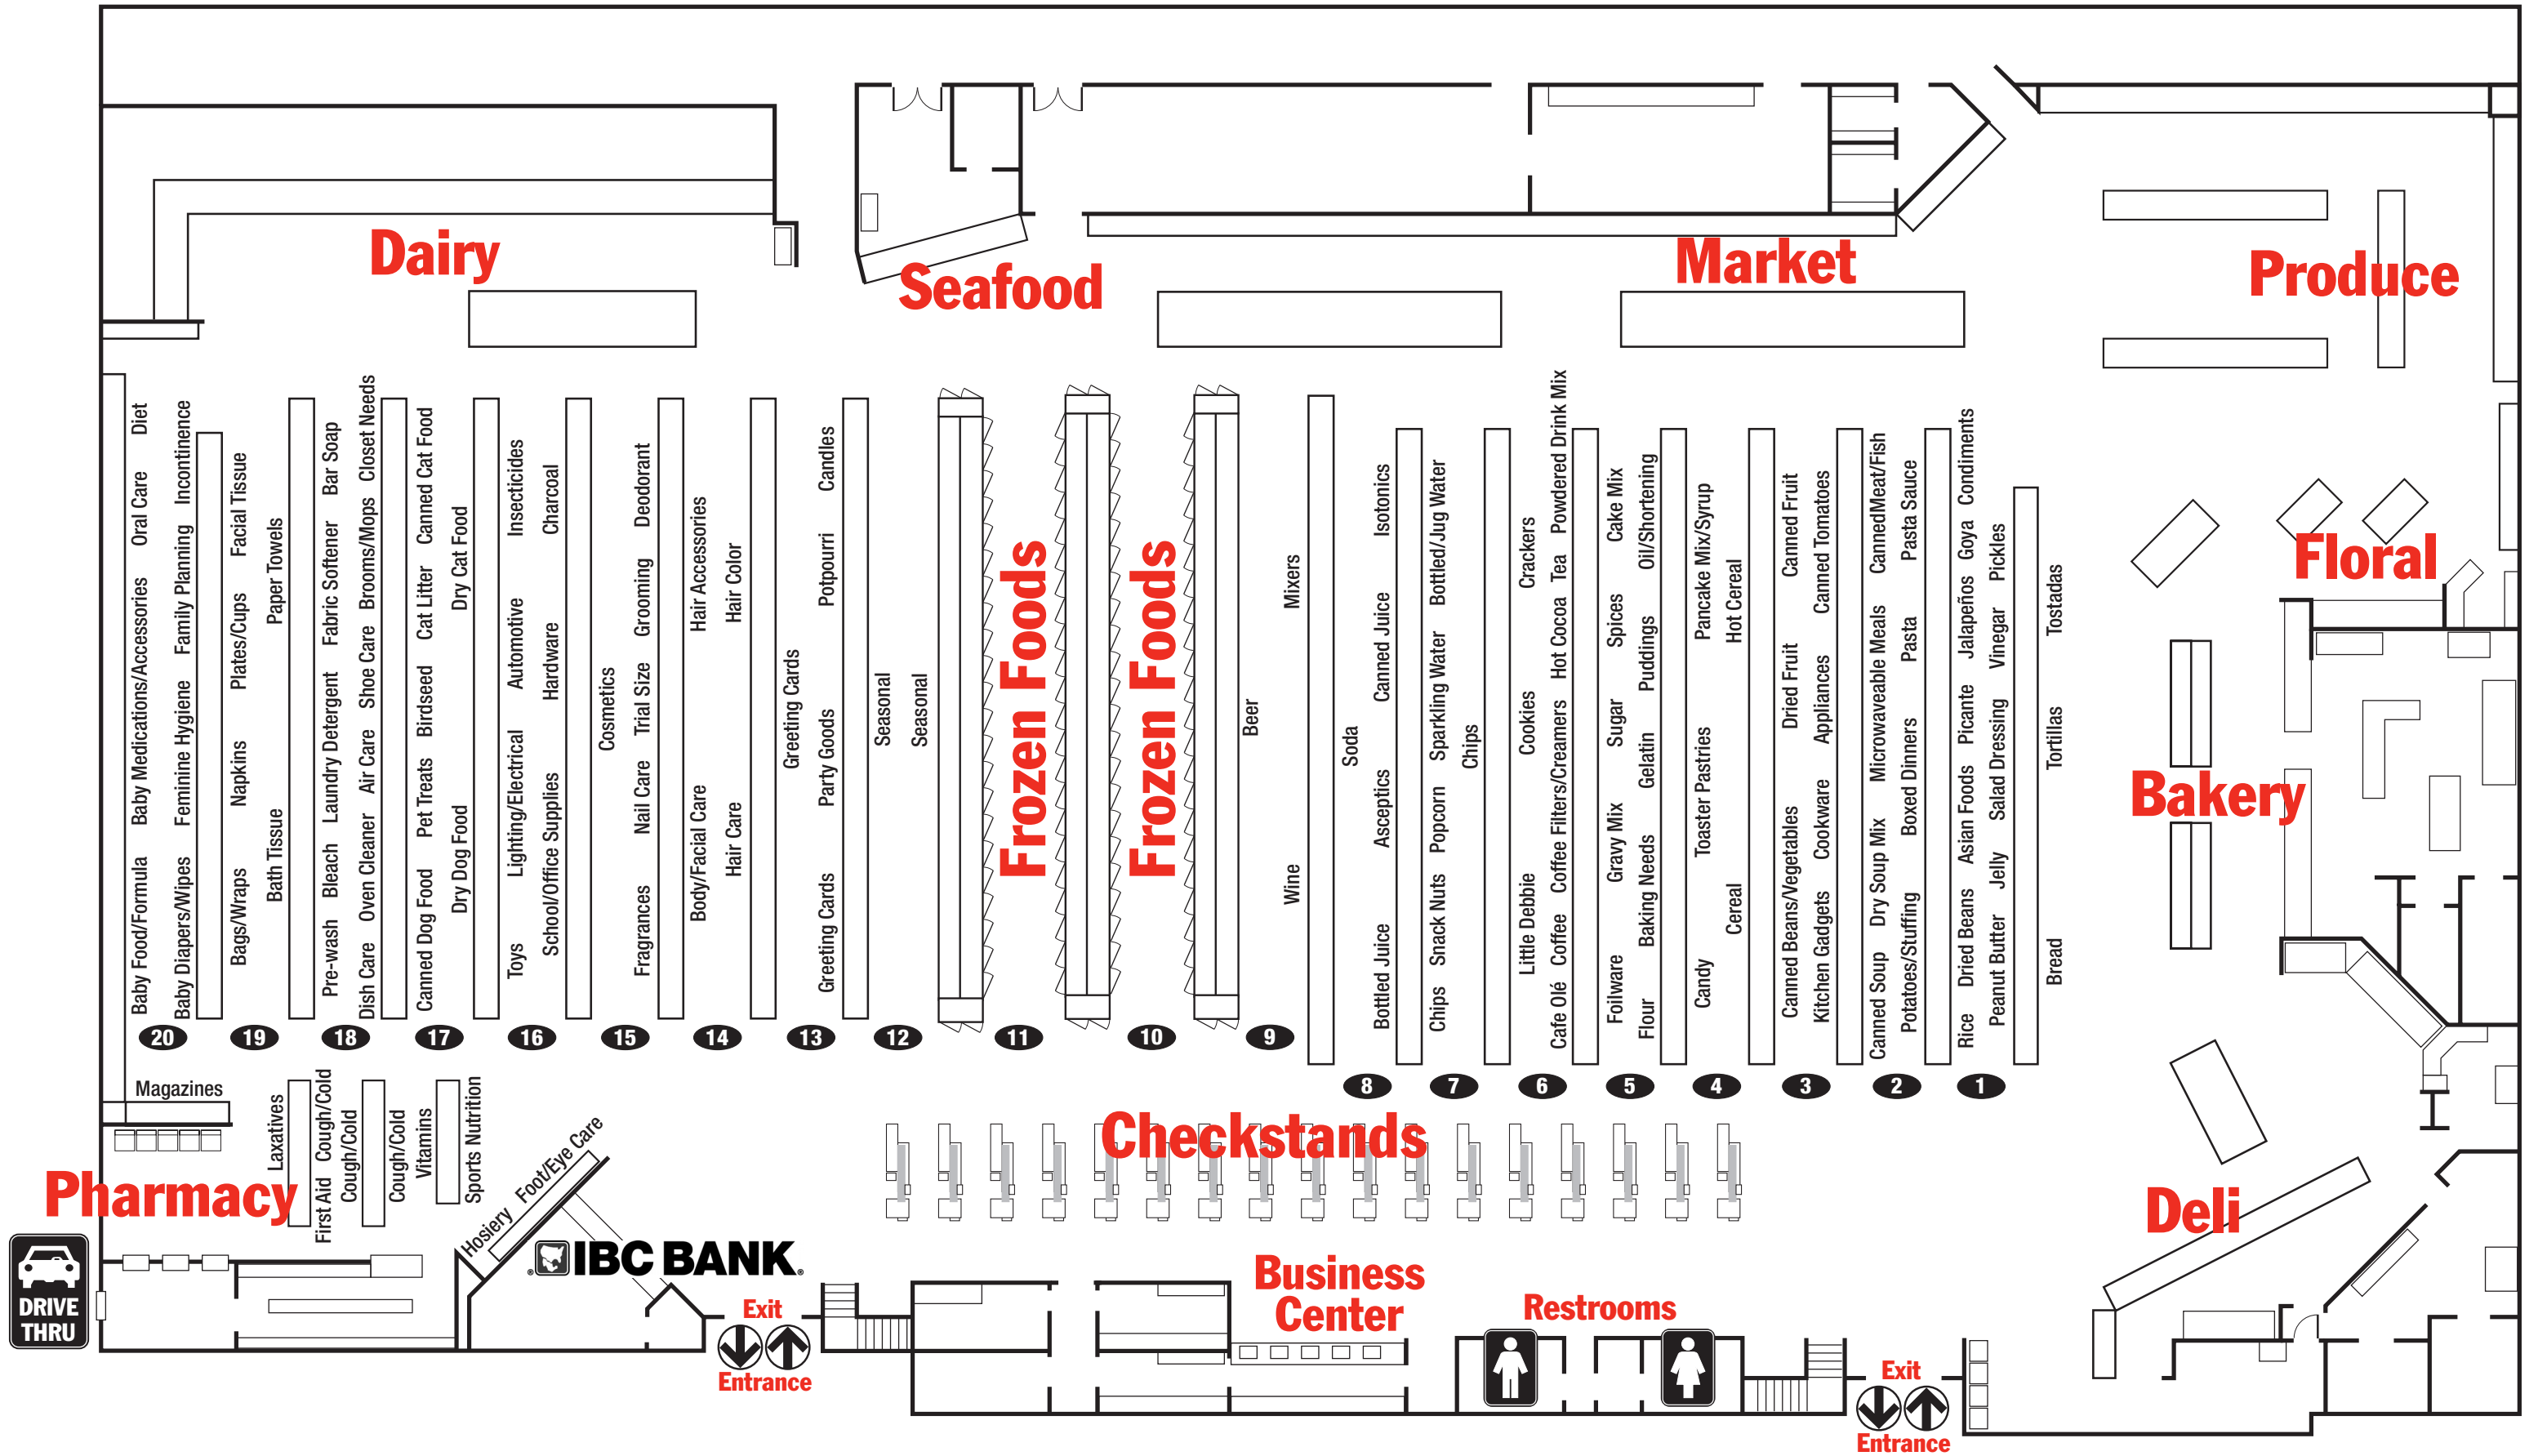 Dairy
Seafood
Market
Produce
Floral
Bakery
Deli
Frozen Foods
Frozen Foods
Baby Food/Formula Baby Medications/Accessories Oral Care Diet
Baby Diapers/Wipes Feminine Hygiene Family Planning Incontinence
Bags/Wraps Napkins Plates/Cups Facial Tissue
Bath Tissue Paper Towels
Pre-wash Bleach Laundry Detergent Fabric Softener Bar Soap
Dish Care Oven Cleaner Air Care Shoe Care Brooms/Mops Closet Needs
Canned Dog Food Pet Treats Birdseed Cat Litter Canned Cat Food
Dry Dog Food Dry Cat Food
Toys Lighting/Electrical Automotive Insecticides
School/Office Supplies Hardware Charcoal
Cosmetics
Fragrances Nail Care Trial Size Grooming Deodorant
Body/Facial Care Hair Accessories
Hair Care Hair Color
Greeting Cards
Greeting Cards Party Goods Potpourri Candles
Seasonal
Seasonal
Beer
Wine Mixers
Soda
Bottled Juice Asceptics Canned Juice Isotonics
Chips Snack Nuts Popcorn Sparkling Water Bottled/Jug Water
Chips
Little Debbie Cookies Crackers
Cafe Olé Coffee Coffee Filters/Creamers Hot Cocoa Tea Powdered Drink Mix
Foilware Gravy Mix Sugar Spices Cake Mix
Flour Baking Needs Gelatin Puddings Oil/Shortening
Candy Toaster Pastries Pancake Mix/Syrup
Cereal Hot Cereal
Canned Beans/Vegetables Dried Fruit Canned Fruit
Kitchen Gadgets Cookware Appliances Canned Tomatoes
Canned Soup Dry Soup Mix Microwaveable Meals CannedMeat/Fish
Potatoes/Stuffing Boxed Dinners Pasta Pasta Sauce
Rice Dried Beans Asian Foods Picante Jalapeños Goya Condiments
Peanut Butter Jelly Salad Dressing Vinegar Pickles
Bread Tortillas Tostadas
20
19
18
17
16
15
14
13
12
11
10
9
8
7
6
5
4
3
2
1
Magazines
Laxatives
First Aid Cough/Cold
Cough/Cold
Cough/Cold
Vitamins
Sports Nutrition
Hosiery Foot/Eye Care
Pharmacy
DRIVE
THRU
IBC BANK
Checkstands
Business
Center
Restrooms
Exit
Entrance
Exit
Entrance